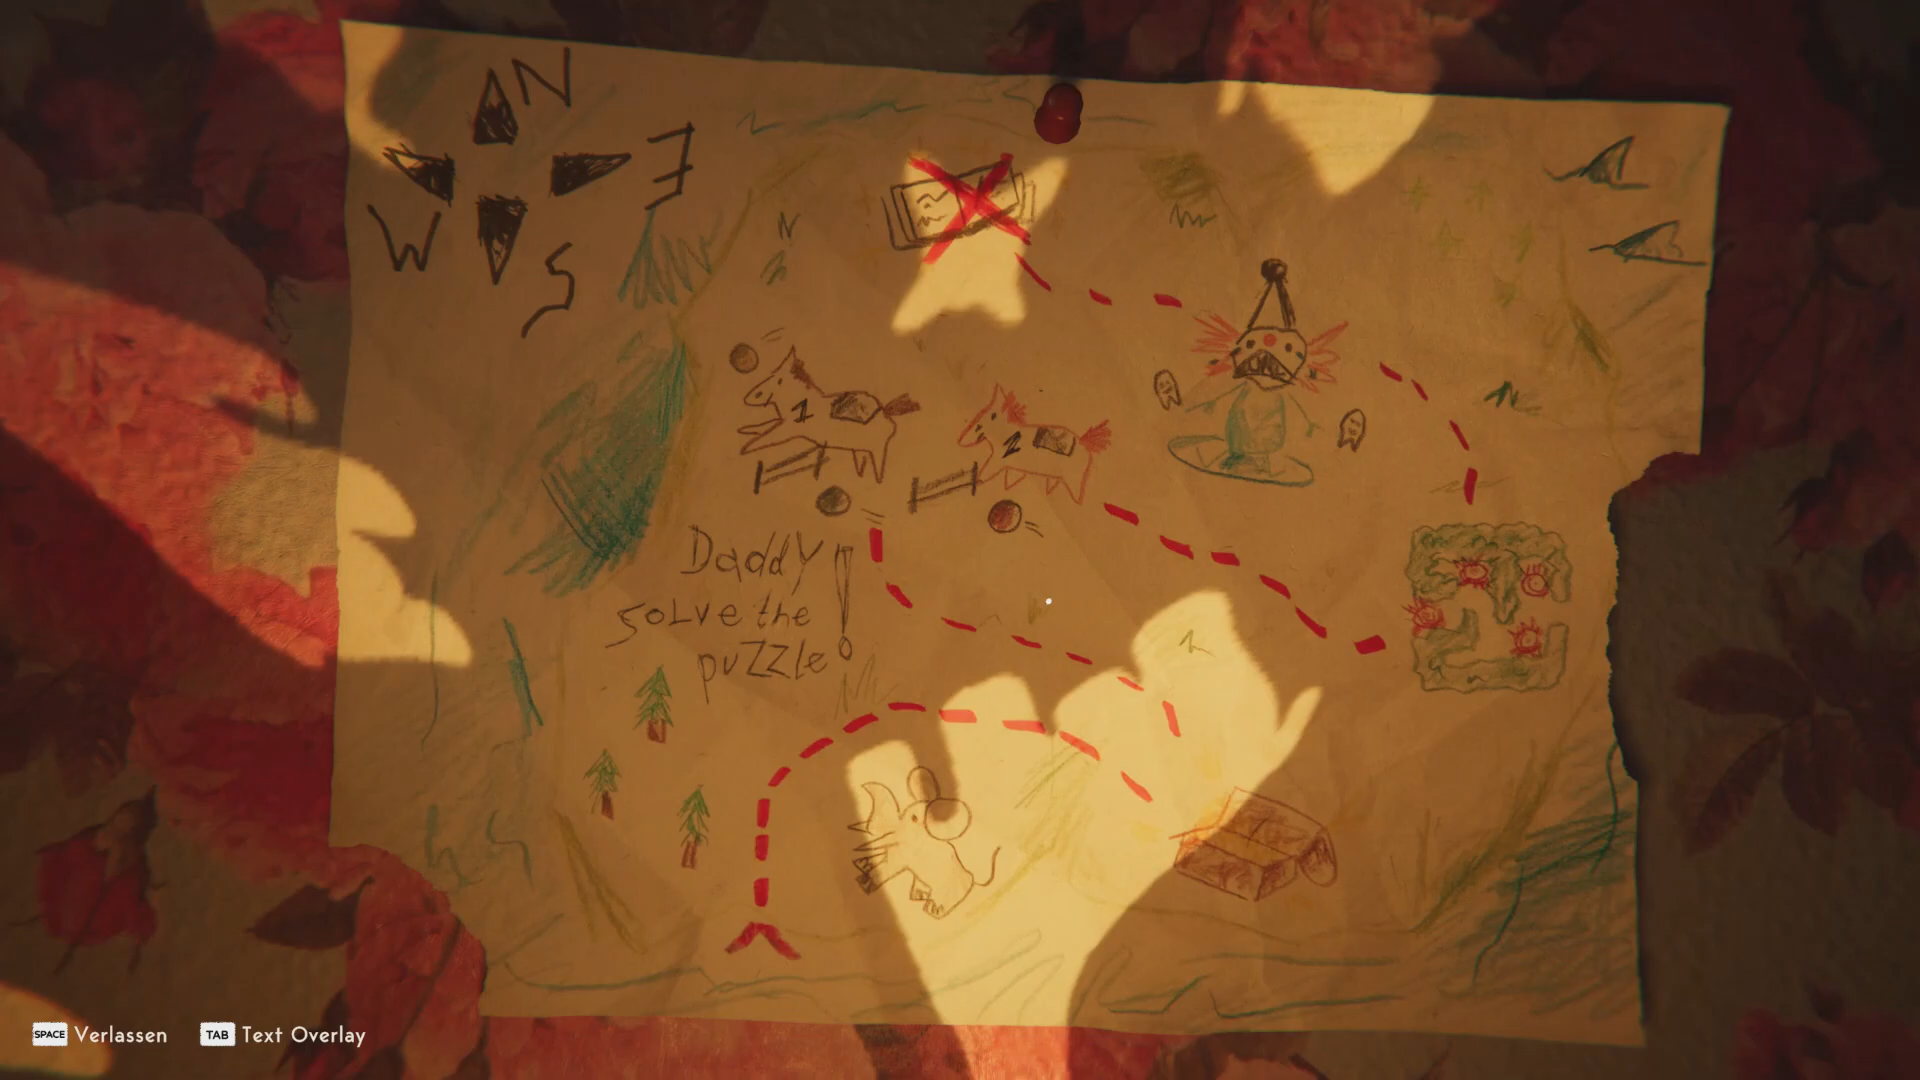 N
E
W
S
1
2
Daddy
solve the
puzzle!
SPACE Verlassen TAB Text Overlay